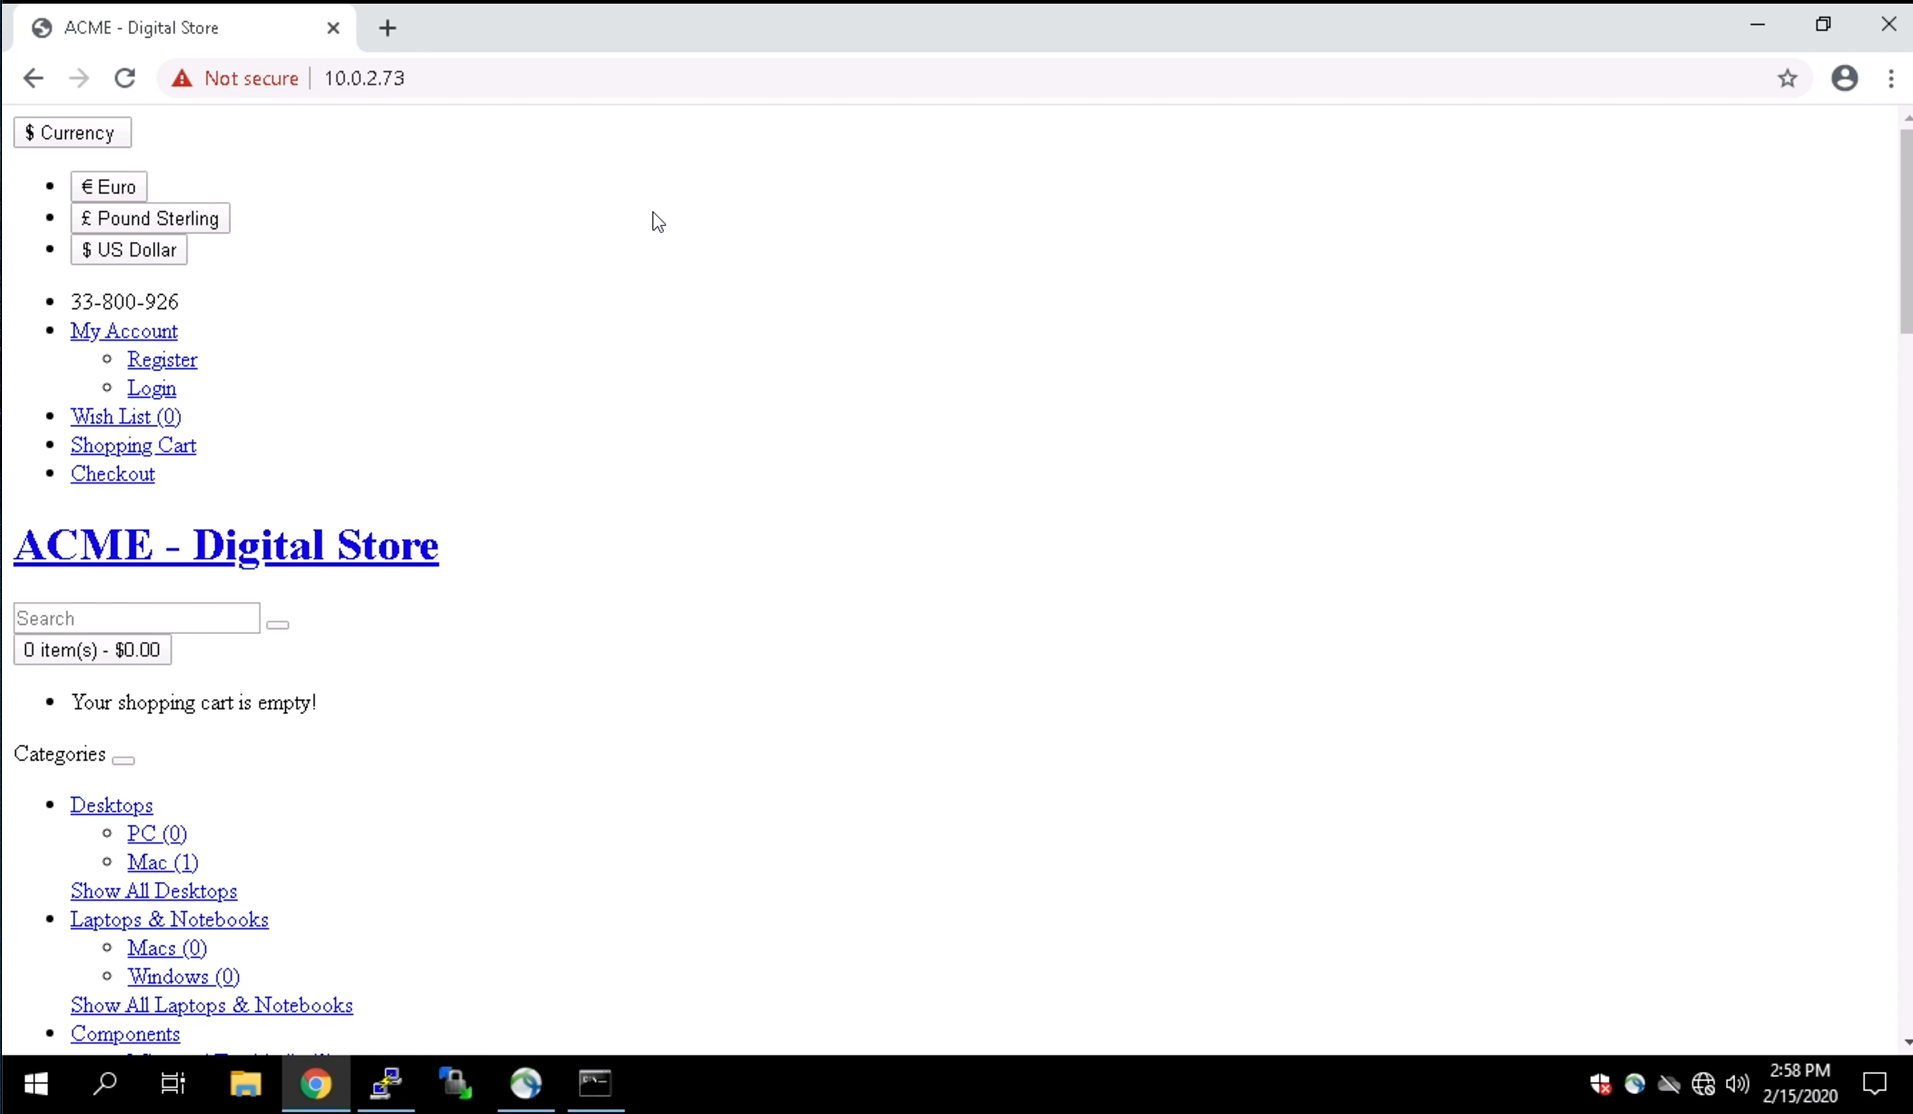 ACME - Digital Store
Not secure | 10.0.2.73
$ Currency
€ Euro
£ Pound Sterling
$ US Dollar
33-800-926
My Account
Register
Login
Wish List (0)
Shopping Cart
Checkout
ACME - Digital Store
Search
0 item(s) - $0.00
Your shopping cart is empty!
Categories
Desktops
PC (0)
Mac (1)
Show All Desktops
Laptops & Notebooks
Macs (0)
Windows (0)
Show All Laptops & Notebooks
Components
2:58 PM
2/15/2020